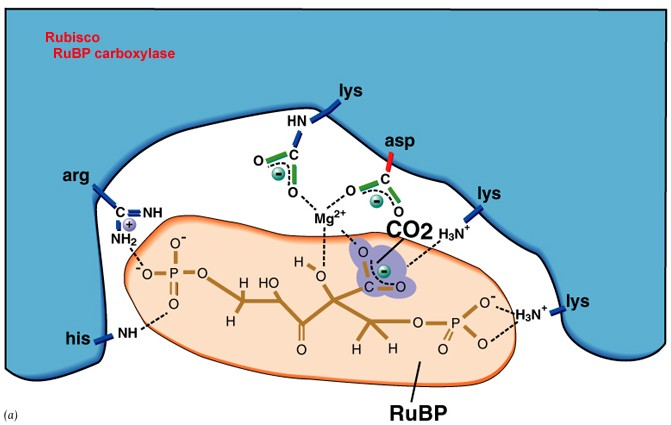 Rubisco
RuBP carboxylase
lys
HN
asp
O C
C
O
O
O
arg
lys
C NH
+
NH2
Mg2+
CO2
H3N+
O-
-O P O
O
H
HO
H
H
O
O
C O
O
H H
O P
O-
O
O
H3N+
lys
his NH
RuBP
(a)